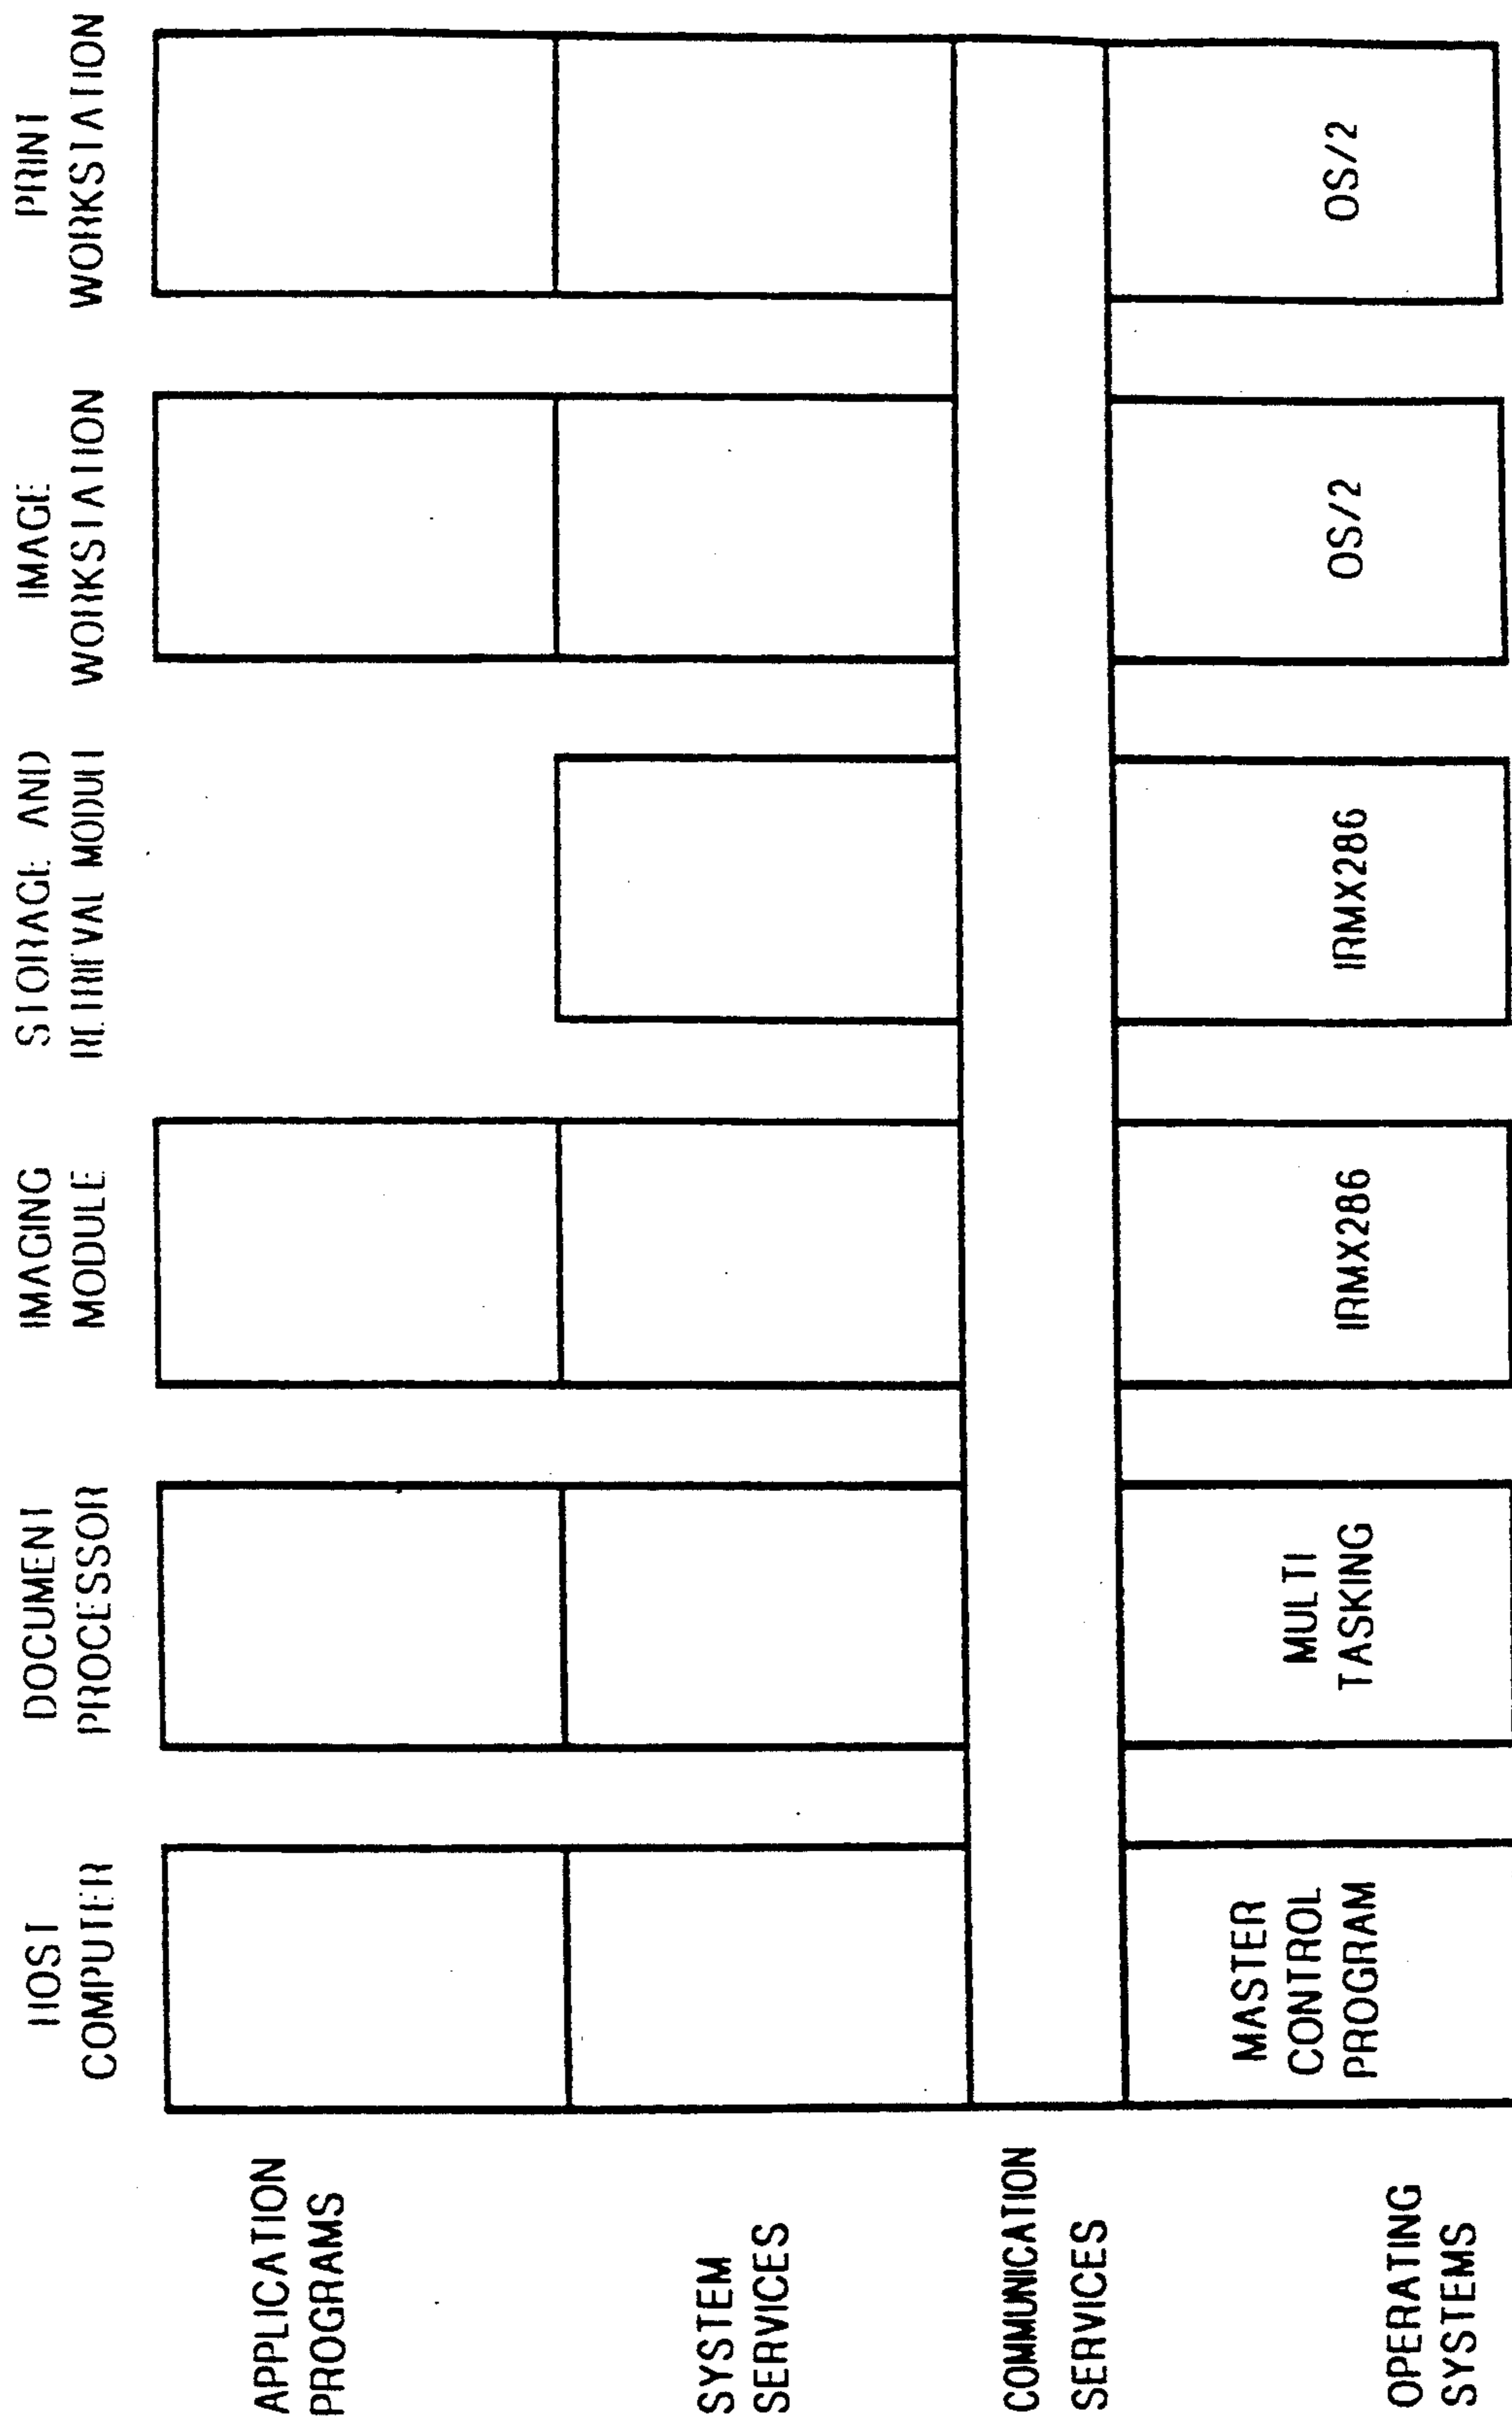 HOST
COMPUTER
DOCUMENT
PROCESSOR
IMAGING
MODULE
STORAGE AND
RETRIEVAL MODULE
IMAGE
WORKSTATION
PRINT
WORKSTATION
APPLICATION
PROGRAMS
SYSTEM
SERVICES
COMMUNICATION
SERVICES
OPERATING
SYSTEMS
MASTER
CONTROL
PROGRAM
MULTI
TASKING
IRMX286
IRMX286
OS/2
OS/2